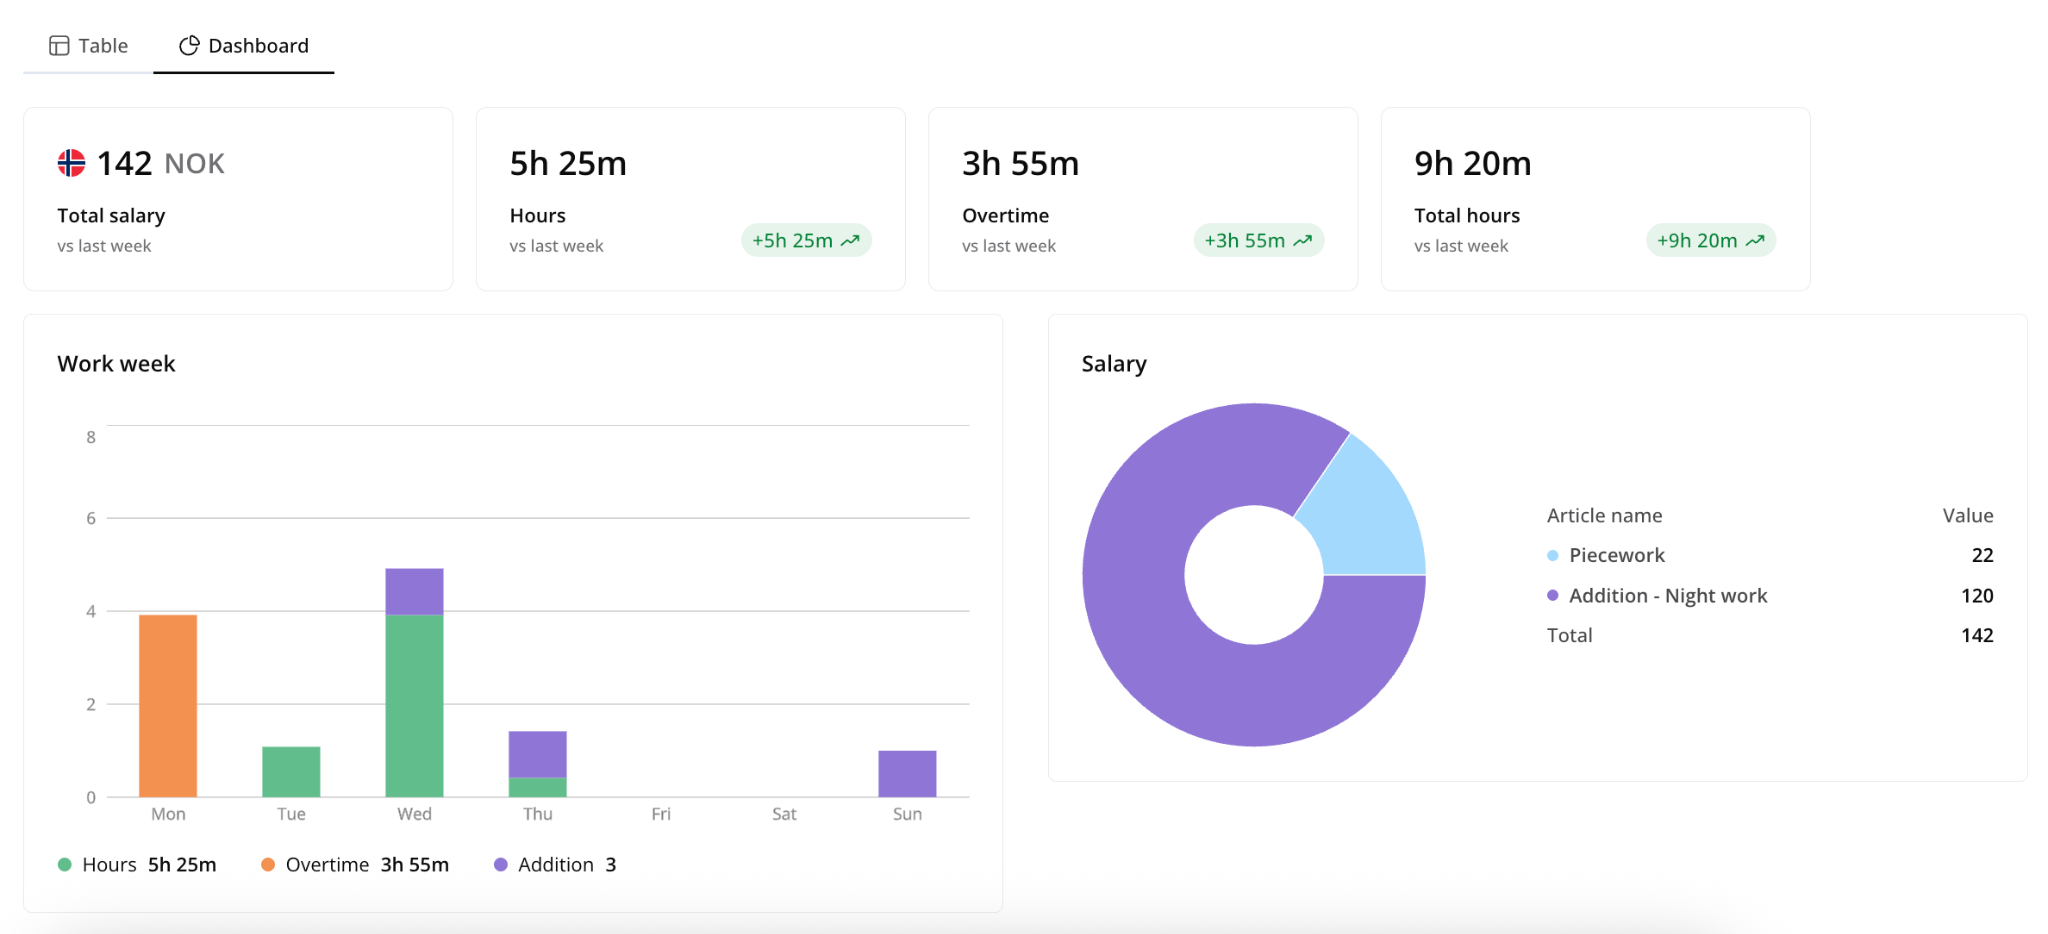 Table Dashboard
142 NOK
Total salary
vs last week
5h 25m
Hours
vs last week
+5h 25m
3h 55m
Overtime
vs last week
+3h 55m
9h 20m
Total hours
vs last week
+9h 20m
Work week
8
6
4
2
0
Mon Tue Wed Thu Fri Sat Sun
Hours 5h 25m Overtime 3h 55m Addition 3
Salary
Article name Value
Piecework 22
Addition - Night work 120
Total 142